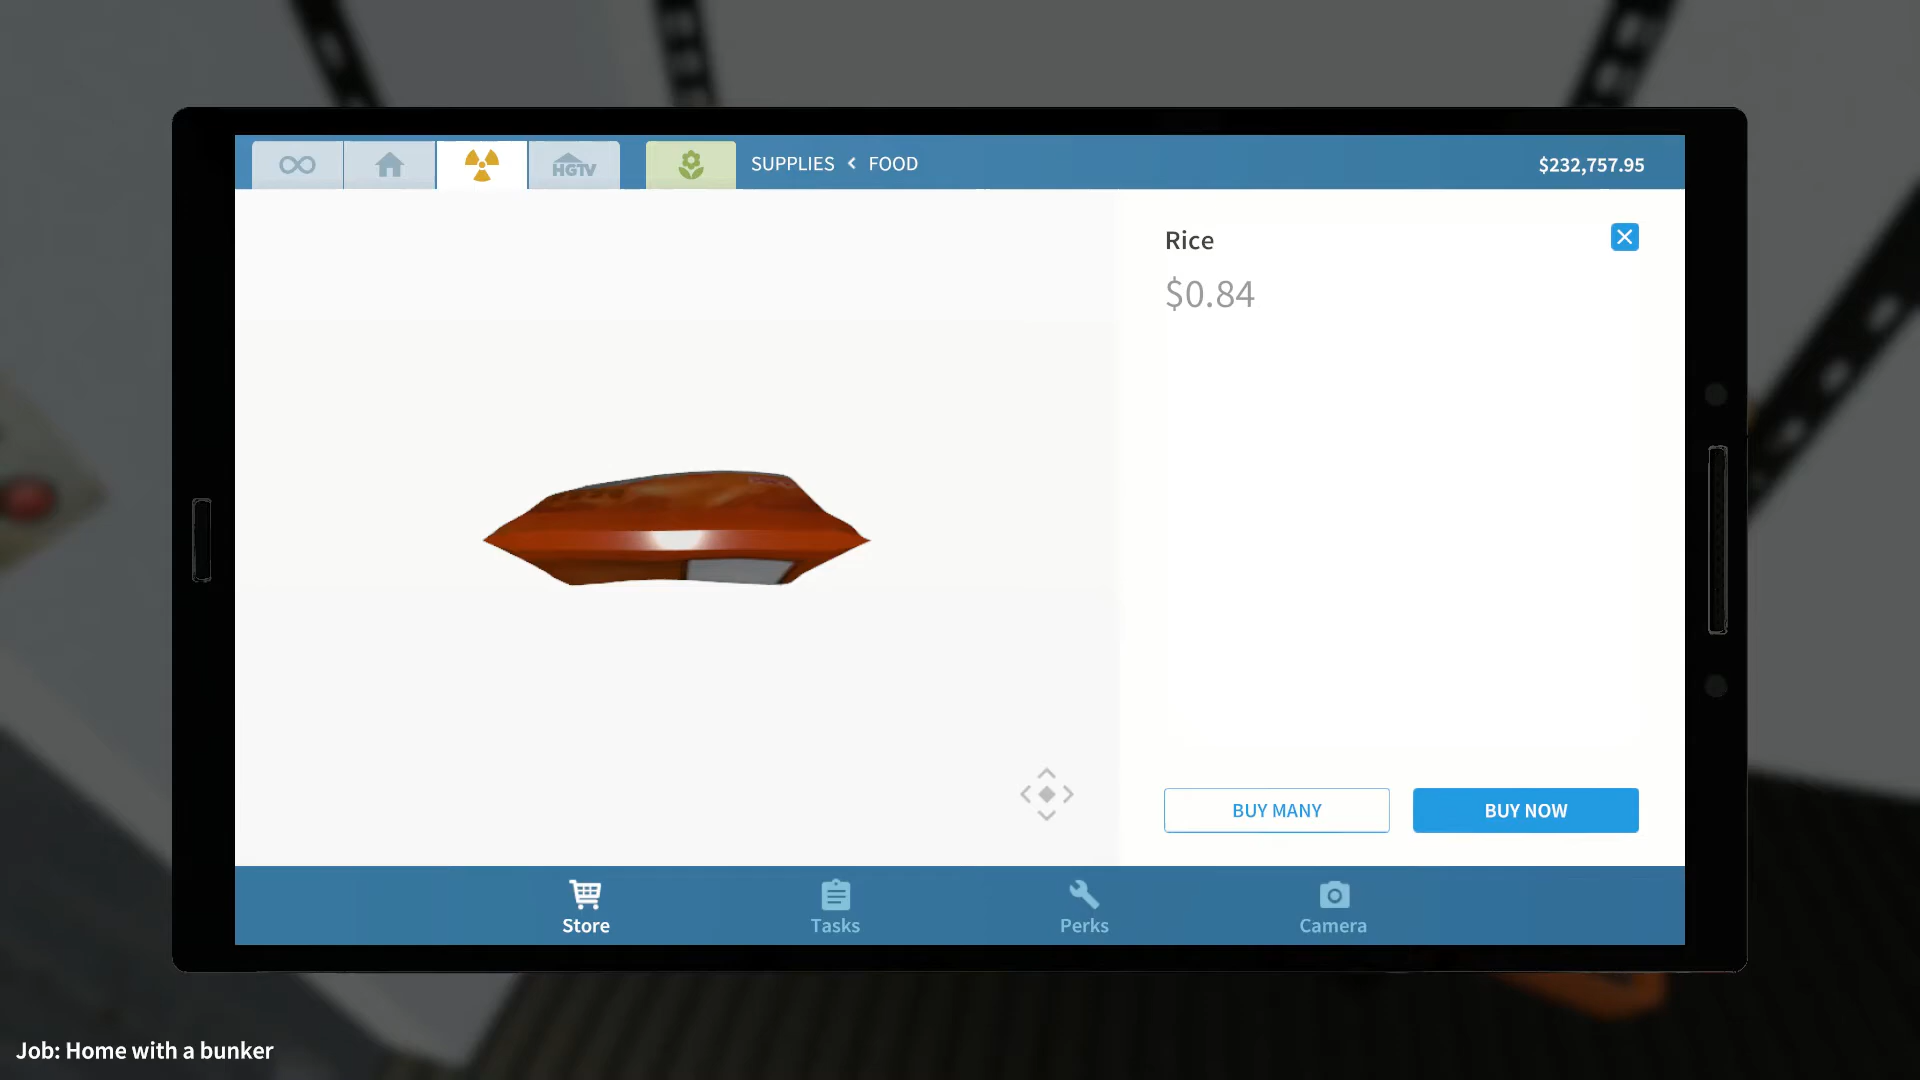 HGTV
SUPPLIES < FOOD
$232,757.95
Rice
$0.84
BUY MANY
BUY NOW
Store
Tasks
Perks
Camera
Job: Home with a bunker